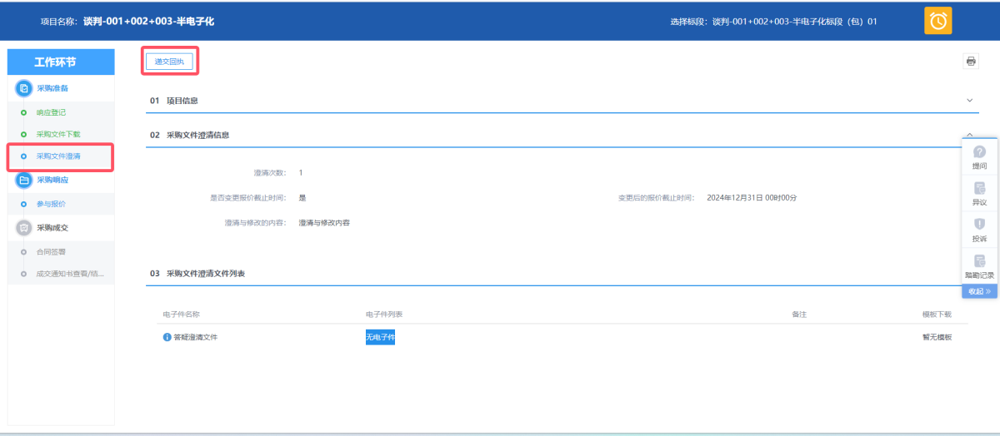 项目名称：谈判-001+002+003-半电子化
选择标段：谈判-001+002+003-半电子化标段（包）01
工作环节
采购准备
响应登记
采购文件下载
采购文件澄清
采购响应
参与报价
采购成交
合同签署
成交通知书查看/结...
递交回执
01 项目信息
02 采购文件澄清信息
澄清次数： 1
是否变更报价截止时间： 是 变更后的报价截止时间： 2024年12月31日 00时00分
澄清与修改的内容： 澄清与修改内容
03 采购文件澄清文件列表
电子件名称 电子件列表 备注 模板下载
答疑澄清文件 无电子件 暂无模板
提问
异议
投诉
踏勘记录
收起 »